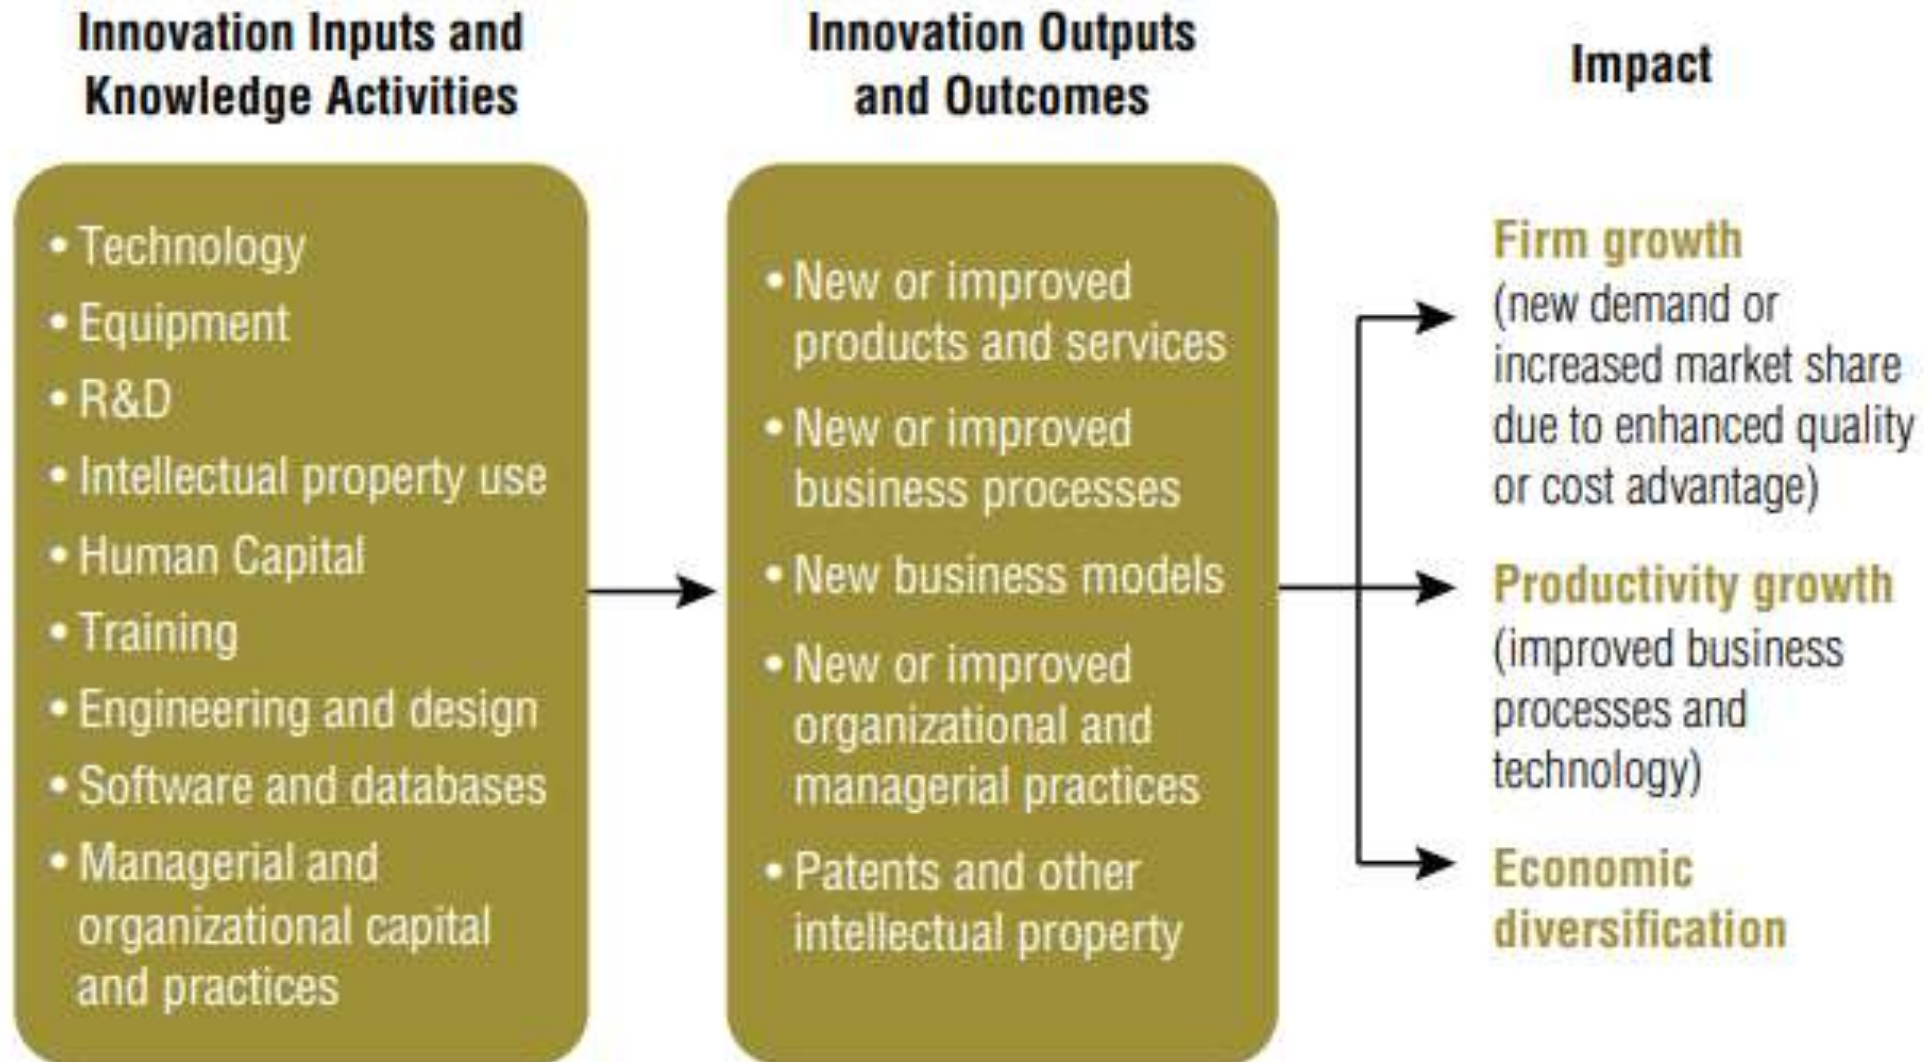 Innovation Inputs and
Knowledge Activities
• Technology
• Equipment
• R&D
• Intellectual property use
• Human Capital
• Training
• Engineering and design
• Software and databases
• Managerial and
organizational capital
and practices
Innovation Outputs
and Outcomes
• New or improved
products and services
• New or improved
business processes
• New business models
• New or improved
organizational and
managerial practices
• Patents and other
intellectual property
Impact
Firm growth
(new demand or
increased market share
due to enhanced quality
or cost advantage)
Productivity growth
(improved business
processes and
technology)
Economic
diversification